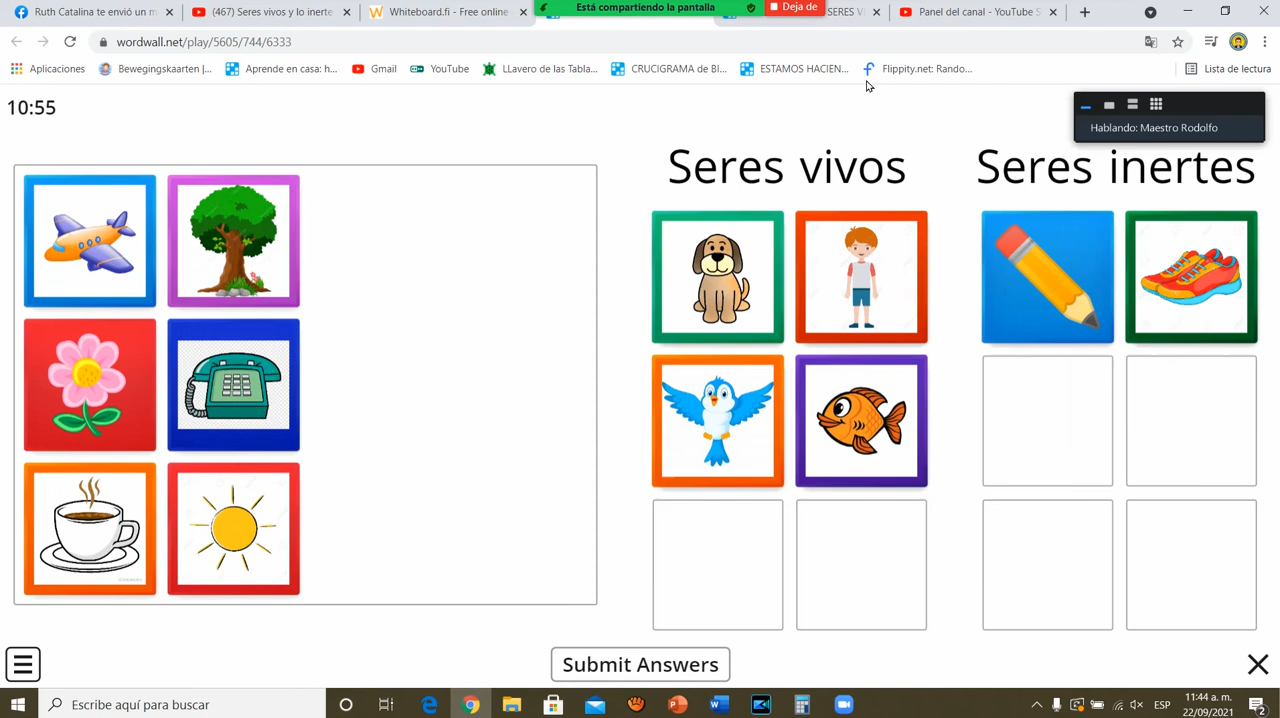 Ruth Catalina te envió un m
(467) Seres vivos y lo inerte
Whiteboard.fi - Free online
Está compartiendo la pantalla
Deja de
SERES VI
Panel del canal - YouTube S
wordwall.net/play/5605/744/6333
Aplicaciones
Bewegingskaarten |...
Aprende en casa: h...
Gmail
YouTube
LLavero de las Tabla...
CRUCIGRAMA de BI...
ESTAMOS HACIEN...
Flippity.net: Rando...
Lista de lectura
10:55
Hablando: Maestro Rodolfo
Seres vivos
Seres inertes
Submit Answers
Escribe aquí para buscar
ESP
11:44 a. m.
22/09/2021
2